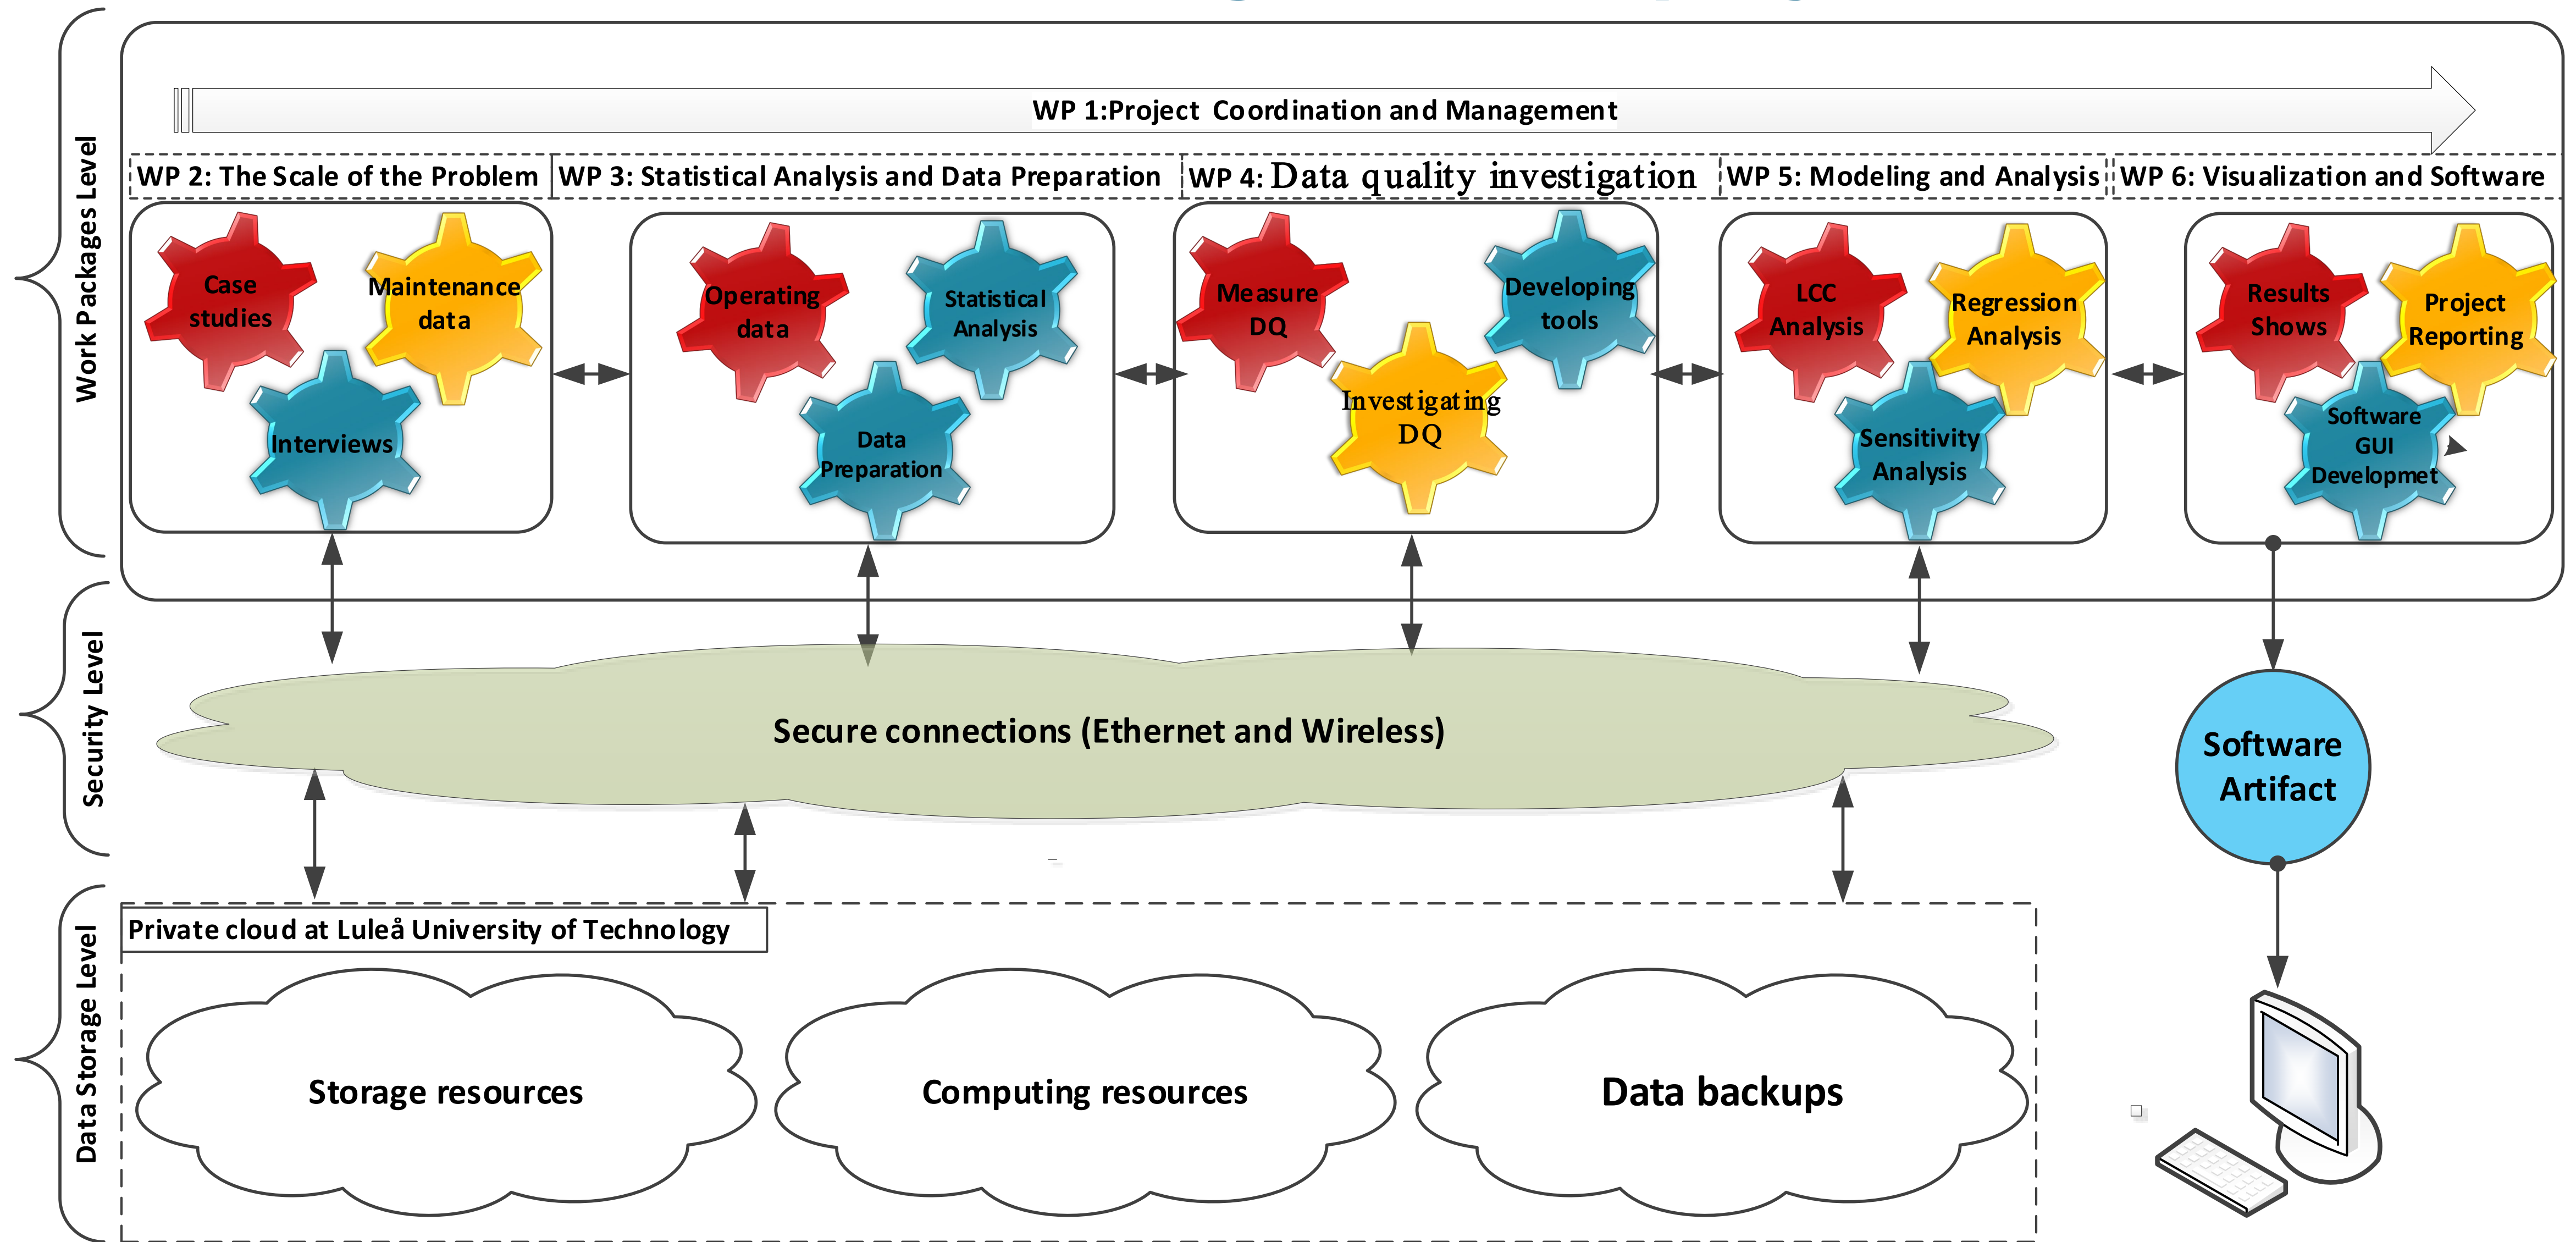 WP 1:Project Coordination and Management
Work Packages Level
WP 2: The Scale of the Problem
WP 3: Statistical Analysis and Data Preparation
WP 4: Data quality investigation
WP 5: Modeling and Analysis
WP 6: Visualization and Software
Case
studies
Maintenance
data
Interviews
Operating
data
Statistical
Analysis
Data
Preparation
Measure
DQ
Developing
tools
Investigating
DQ
LCC
Analysis
Regression
Analysis
Sensitivity
Analysis
Results
Shows
Project
Reporting
Software
GUI
Developmet
Security Level
Secure connections (Ethernet and Wireless)
Software
Artifact
Data Storage Level
Private cloud at Luleå University of Technology
Storage resources
Computing resources
Data backups